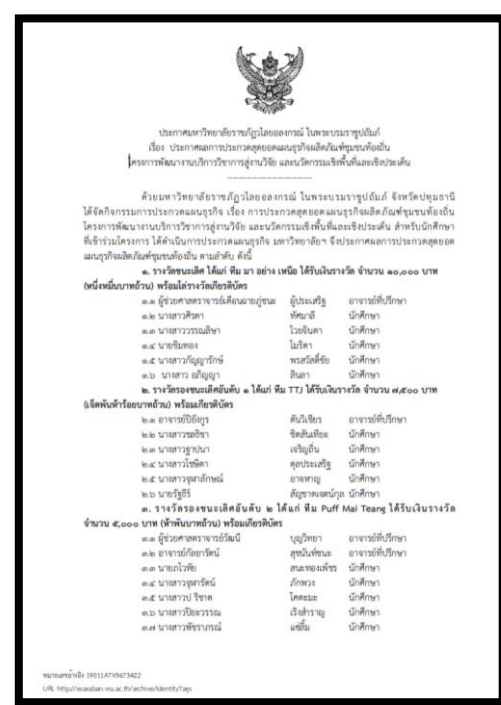 ประกาศมหาวิทยาลัยราชภัฏวไลยอลงกรณ์ ในพระบรมราชูปถัมภ์
เรื่อง ประกาศผลการประกวดสุดยอดแผนธุรกิจผลิตภัณฑ์ชุมชนท้องถิ่น
โครงการพัฒนางานบริการวิชาการสู่งานวิจัย และนวัตกรรมเชิงพื้นที่และเชิงประเด็น
ด้วยมหาวิทยาลัยราชภัฏวไลยอลงกรณ์ ในพระบรมราชูปถัมภ์ จังหวัดปทุมธานี
ได้จัดกิจกรรมการประกวดแผนธุรกิจ เรื่อง การประกวดสุดยอดแผนธุรกิจผลิตภัณฑ์ชุมชนท้องถิ่น
โครงการพัฒนางานบริการวิชาการสู่งานวิจัย และนวัตกรรมเชิงพื้นที่และเชิงประเด็น สำหรับนักศึกษา
ที่เข้าร่วมโครงการ ได้ดำเนินการประกวดแผนธุรกิจ มหาวิทยาลัยฯ จึงประกาศผลการประกวดสุดยอด
แผนธุรกิจผลิตภัณฑ์ชุมชนท้องถิ่น ตามลำดับ ดังนี้
๑. รางวัลชนะเลิศ ได้แก่ ทีม มา อย่าง เหนือ ได้รับเงินรางวัล จำนวน ๑๐,๐๐๐ บาท
(หนึ่งหมื่นบาทถ้วน) พร้อมโล่รางวัลเกียรติบัตร
๑.๑ ผู้ช่วยศาสตราจารย์เตือนฉายภู่ชนะ ผู้ประเสริฐ อาจารย์ที่ปรึกษา
๑.๒ นางสาวศิรดา ทัศมาลี นักศึกษา
๑.๓ นางสาววรรณลิษา ไวยจินดา นักศึกษา
๑.๔ นายชิมทอง โมริดา นักศึกษา
๑.๕ นางสาวกัญญารักษ์ พรสวัสดิ์ชัย นักศึกษา
๑.๖ นางสาว อภิญญา สินลา นักศึกษา
๒. รางวัลรองชนะเลิศอันดับ ๑ ได้แก่ ทีม TTJ ได้รับเงินรางวัล จำนวน ๗,๕๐๐ บาท
(เจ็ดพันห้าร้อยบาทถ้วน) พร้อมเกียรติบัตร
๒.๑ อาจารย์ปิยังกูร ตันวิเชียร อาจารย์ที่ปรึกษา
๒.๒ นางสาวชลธิชา ชิดสันเทียะ นักศึกษา
๒.๓ นางสาวฐาปนา เจริญถิ่น นักศึกษา
๒.๔ นางสาวโชษิตา ตุลประเสริฐ นักศึกษา
๒.๕ นางสาวจุฬาลักษณ์ อาจหาญ นักศึกษา
๒.๖ นายรัฐธีร์ สัญชาตเจตน์กุล นักศึกษา
๓. รางวัลรองชนะเลิศอันดับ ๒ ได้แก่ ทีม Puff Mai Teang ได้รับเงินรางวัล
จำนวน ๕,๐๐๐ บาท (ห้าพันบาทถ้วน) พร้อมเกียรติบัตร
๓.๑ ผู้ช่วยศาสตราจารย์วัฒนี บุญวิทยา อาจารย์ที่ปรึกษา
๓.๒ อาจารย์กัลยารัตน์ สุขนันท์ชนะ อาจารย์ที่ปรึกษา
๓.๓ นายภวไทย สนะทองเพ็ชร นักศึกษา
๓.๔ นางสาวจุฬารัตน์ ภักพวง นักศึกษา
๓.๕ นางสาวป ริชาต โคตะมะ นักศึกษา
๓.๖ นางสาวปิยะวรรณ เริงสำราญ นักศึกษา
๓.๗ นางสาวพัชราภรณ์ แซ่ลิ้ม นักศึกษา
หมายเลขอ้างอิง 19011ATX9673422
URL http://esaraban.vru.ac.th/archive/identityTags